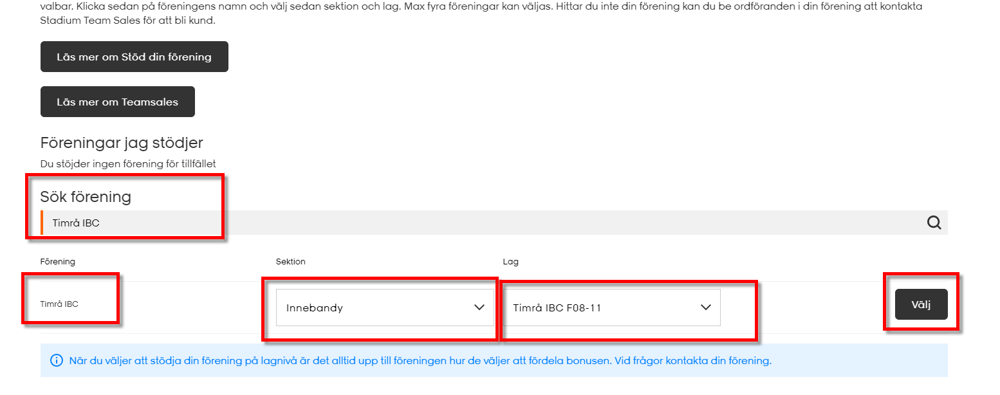 valbar. Klicka sedan på föreningens namn och välj sedan sektion och lag. Max fyra föreningar kan väljas. Hittar du inte din förening kan du be ordföranden i din förening att kontakta
Stadium Team Sales för att bli kund.
Läs mer om Stöd din förening
Läs mer om Teamsales
Föreningar jag stödjer
Du stöjder ingen förening för tillfället
Sök förening
Timrå IBC
Förening Sektion Lag
Timrå IBC Innebandy Timrå IBC F08-11 Välj
När du väljer att stödja din förening på lagnivå är det alltid upp till föreningen hur de väljer att fördela bonusen. Vid frågor kontakta din förening.